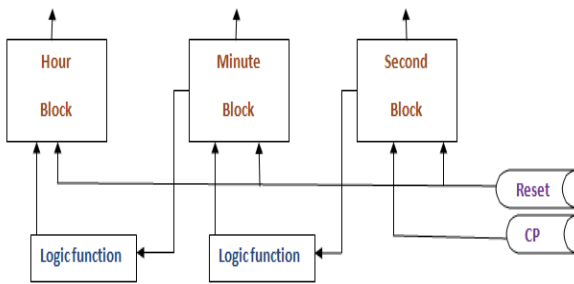 Hour
Block
Minute
Block
Second
Block
Reset
CP
Logic function
Logic function